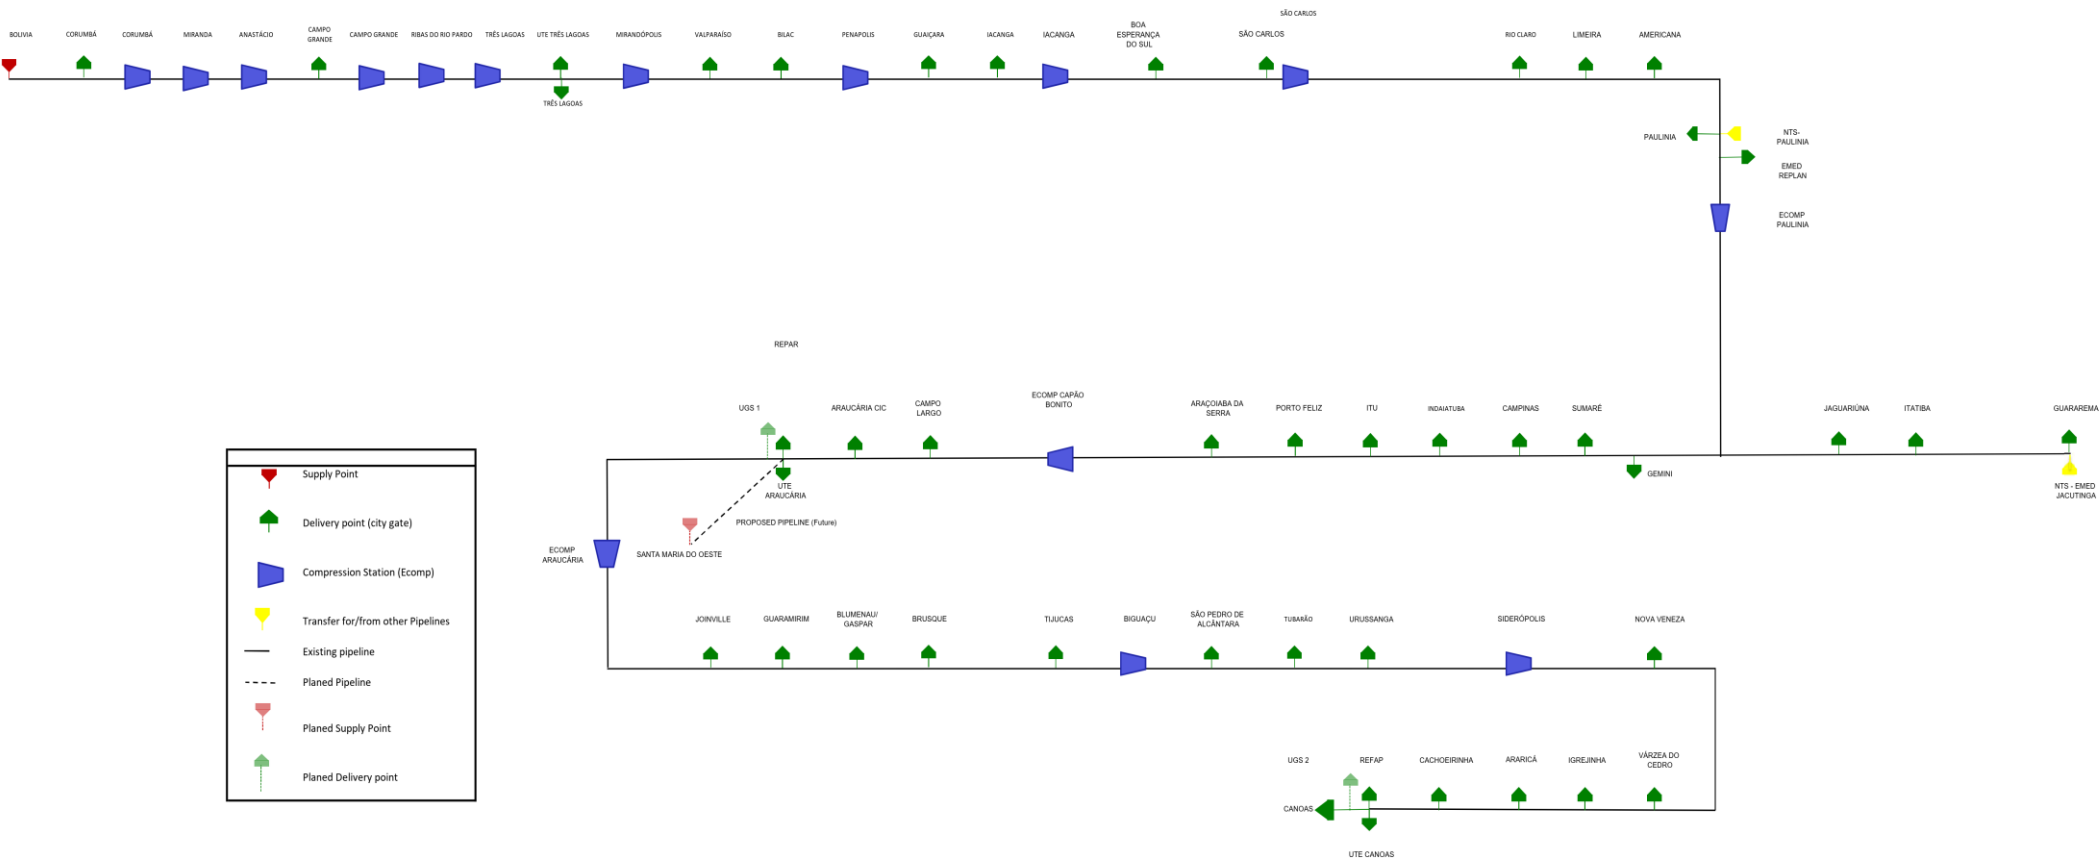 SÃO CARLOS
BOLIVIA
CORUMBÁ
CORUMBÁ
MIRANDA
ANASTÁCIO
CAMPO
GRANDE
CAMPO GRANDE
RIBAS DO RIO PARDO
TRÊS LAGOAS
UTE TRÊS LAGOAS
MIRANDÓPOLIS
VALPARAÍSO
BILAC
PENAPOLIS
GUAIÇARA
IACANGA
IACANGA
BOA
ESPERANÇA
DO SUL
SÃO CARLOS
RIO CLARO
LIMEIRA
AMERICANA
TRÊS LAGOAS
PAULINIA
NTS-
PAULINIA
EMED
REPLAN
ECOMP
PAULINIA
REPAR
UGS 1
ARAUCÁRIA CIC
CAMPO
LARGO
ECOMP CAPÃO
BONITO
ARAÇOIABA DA
SERRA
PORTO FELIZ
ITU
INDAIATUBA
CAMPINAS
SUMARÉ
JAGUARIÚNA
ITATIBA
GUARAREMA
GEMINI
NTS - EMED
JACUTINGA
UTE
ARAUCÁRIA
PROPOSED PIPELINE (Future)
SANTA MARIA DO OESTE
ECOMP
ARAUCÁRIA
Supply Point
Delivery point (city gate)
Compression Station (Ecomp)
Transfer for/from other Pipelines
Existing pipeline
Planed Pipeline
Planed Supply Point
Planed Delivery point
JOINVILLE
GUARAMIRIM
BLUMENAU/
GASPAR
BRUSQUE
TIJUCAS
BIGUAÇU
SÃO PEDRO DE
ALCÂNTARA
TUBARÃO
URUSSANGA
SIDERÓPOLIS
NOVA VENEZA
UGS 2
REFAP
CACHOEIRINHA
ARARICÁ
IGREJINHA
VÁRZEA DO
CEDRO
CANOAS
UTE CANOAS